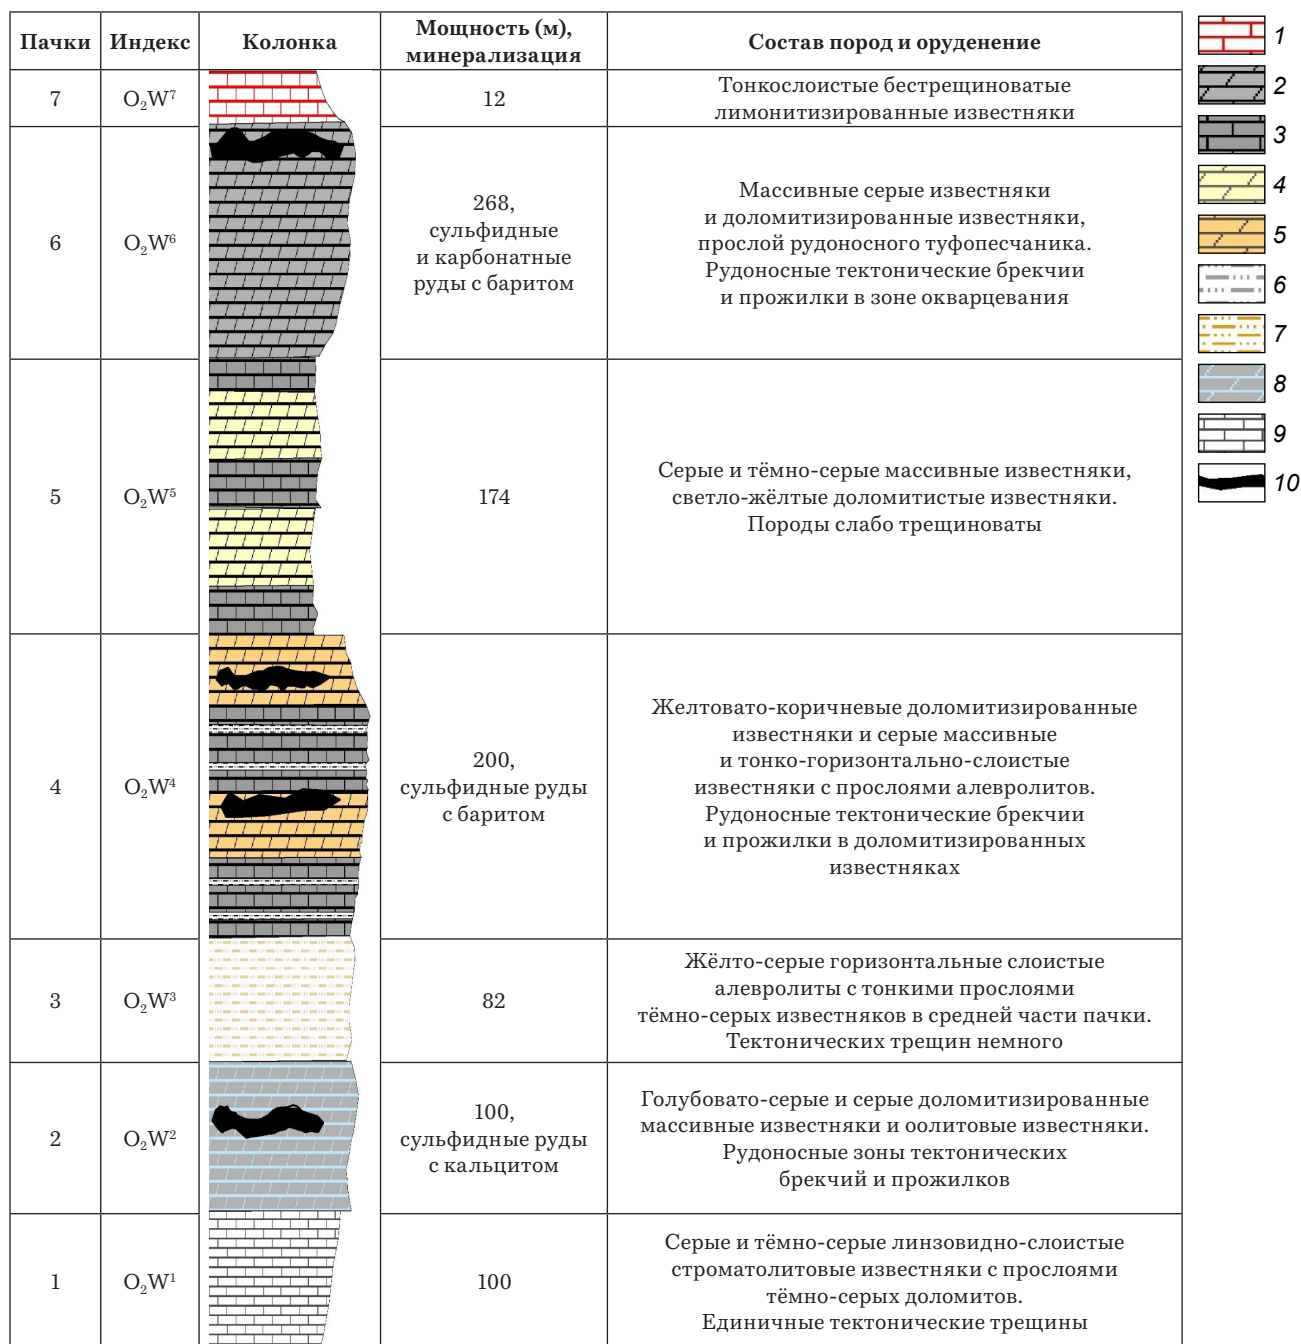 Пачки
Индекс
Колонка
Мощность (м),
минерализация
Состав пород и оруденение
7
O₂W⁷
12
Тонкослоистые бестрещиноватые
лимонитизированные известняки
6
O₂W⁶
268,
сульфидные
и карбонатные
руды с баритом
Массивные серые известняки
и доломитизированные известняки,
прослой рудоносного туфопесчаника.
Рудоносные тектонические брекчии
и прожилки в зоне окварцевания
5
O₂W⁵
174
Серые и тёмно-серые массивные известняки,
светло-жёлтые доломитистые известняки.
Породы слабо трещиноваты
4
O₂W⁴
200,
сульфидные руды
с баритом
Желтовато-коричневые доломитизированные
известняки и серые массивные
и тонко-горизонтально-слоистые
известняки с прослоями алевролитов.
Рудоносные тектонические брекчии
и прожилки в доломитизированных
известняках
3
O₂W³
82
Жёлто-серые горизонтальные слоистые
алевролиты с тонкими прослоями
тёмно-серых известняков в средней части пачки.
Тектонических трещин немного
2
O₂W²
100,
сульфидные руды
с кальцитом
Голубовато-серые и серые доломитизированные
массивные известняки и оолитовые известняки.
Рудоносные зоны тектонических
брекчий и прожилков
1
O₂W¹
100
Серые и тёмно-серые линзовидно-слоистые
строматолитовые известняки с прослоями
тёмно-серых доломитов.
Единичные тектонические трещины
1
2
3
4
5
6
7
8
9
10